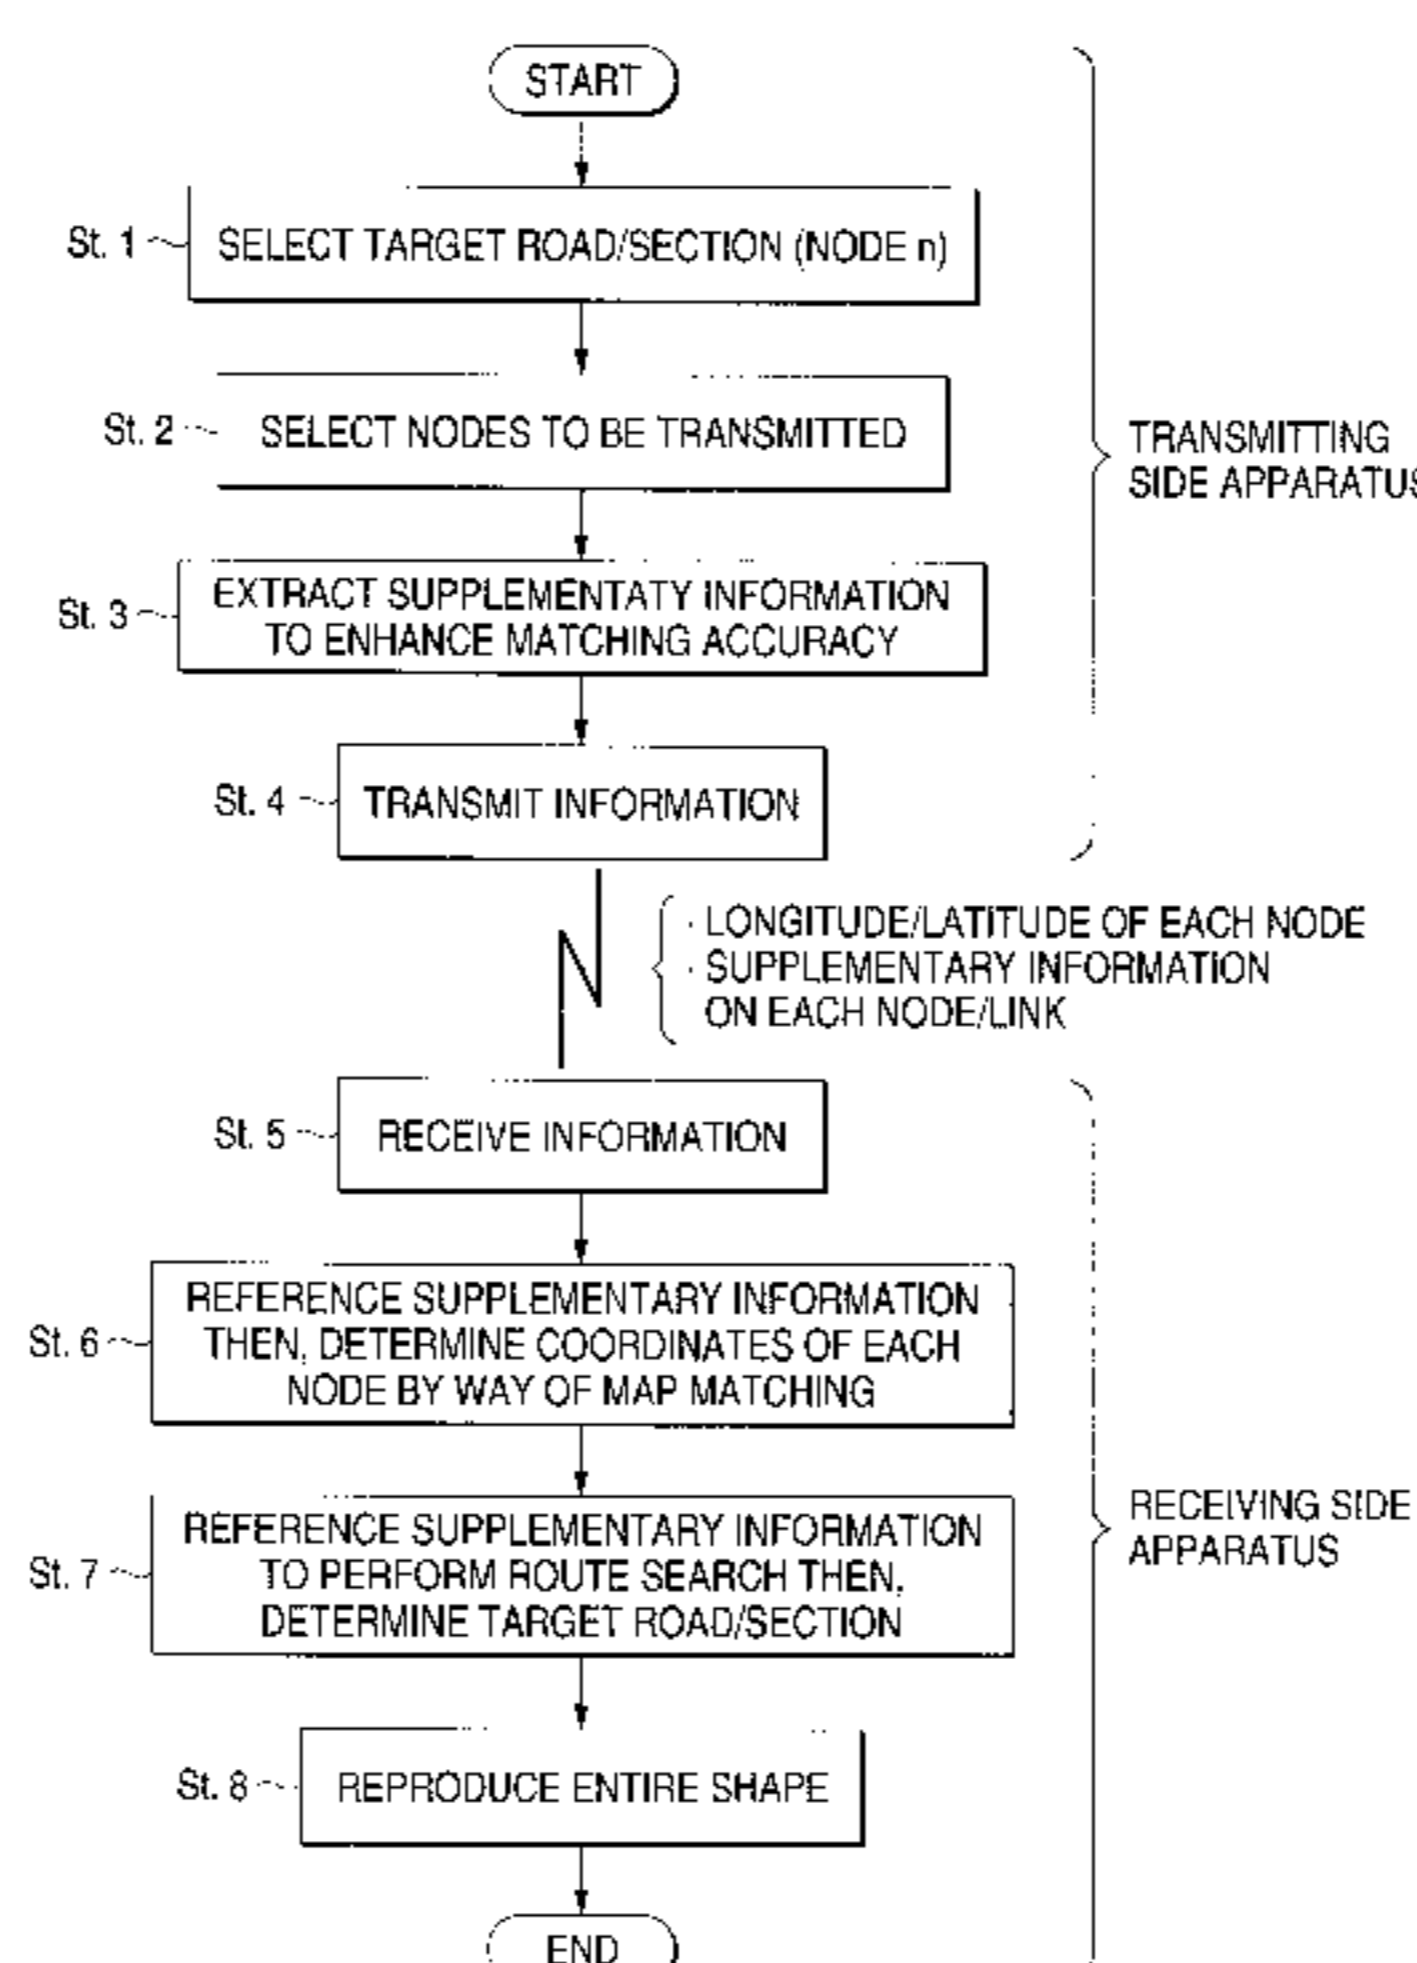 START
St. 1
SELECT TARGET ROAD/SECTION (NODE n)
St. 2
SELECT NODES TO BE TRANSMITTED
TRANSMITTING
SIDE APPARATUS
St. 3
EXTRACT SUPPLEMENTATY INFORMATION
TO ENHANCE MATCHING ACCURACY
St. 4
TRANSMIT INFORMATION
· LONGITUDE/LATITUDE OF EACH NODE
· SUPPLEMENTARY INFORMATION
ON EACH NODE/LINK
St. 5
RECEIVE INFORMATION
St. 6
REFERENCE SUPPLEMENTARY INFORMATION
THEN, DETERMINE COORDINATES OF EACH
NODE BY WAY OF MAP MATCHING
St. 7
REFERENCE SUPPLEMENTARY INFORMATION
TO PERFORM ROUTE SEARCH THEN,
DETERMINE TARGET ROAD/SECTION
RECEIVING SIDE
APPARATUS
St. 8
REPRODUCE ENTIRE SHAPE
END